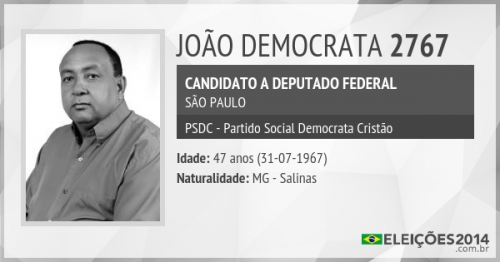 JOÃO DEMOCRATA 2767
CANDIDATO A DEPUTADO FEDERAL
SÃO PAULO
PSDC - Partido Social Democrata Cristão
Idade: 47 anos (31-07-1967)
Naturalidade: MG - Salinas
ELEIÇÕES2014
.com.br